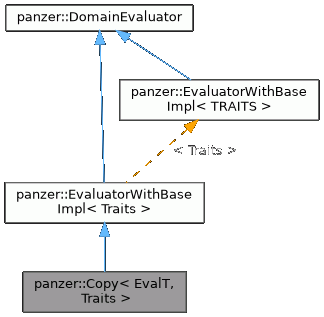 panzer::DomainEvaluator
panzer::EvaluatorWithBase
Impl< TRAITS >
< Traits >
panzer::EvaluatorWithBase
Impl< Traits >
panzer::Copy< EvalT,
Traits >